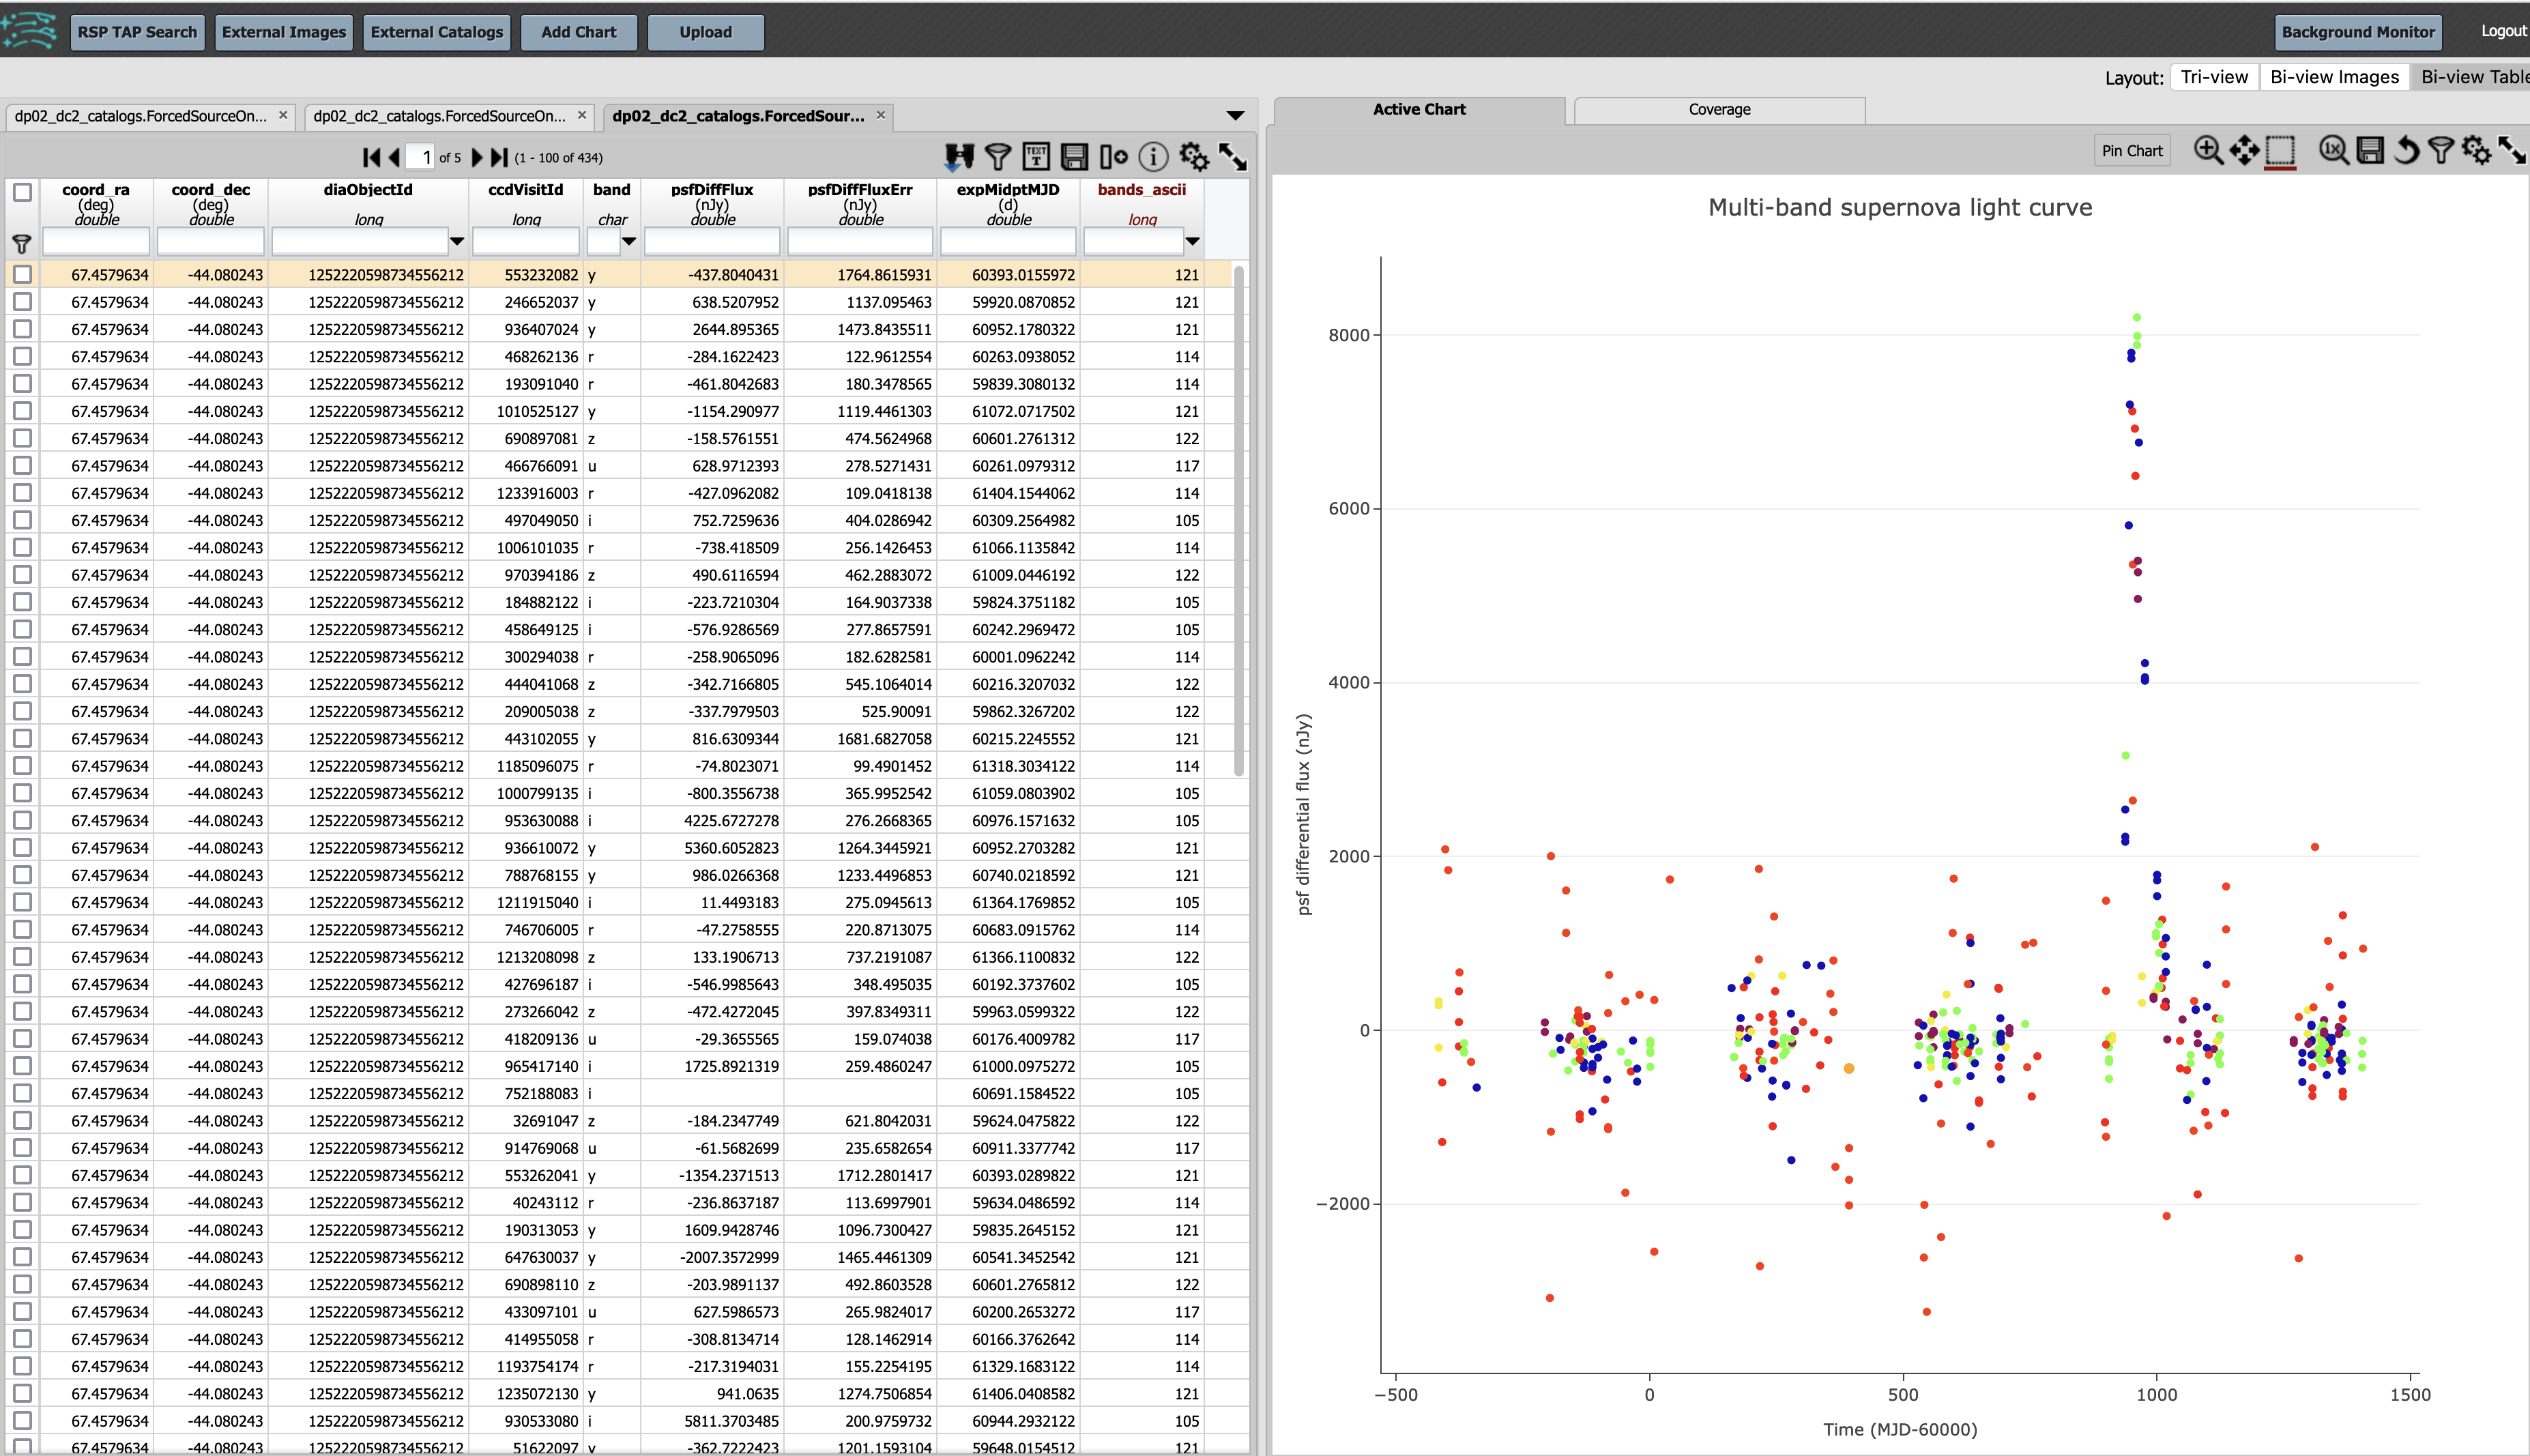 RSP TAP Search External Images External Catalogs Add Chart Upload Background Monitor Logout
Layout: Tri-view Bi-view Images Bi-view Table
dp02_dc2_catalogs.ForcedSourceOn... × dp02_dc2_catalogs.ForcedSourceOn... × dp02_dc2_catalogs.ForcedSour... ×
1 of 5 (1 - 100 of 434)
coord_ra coord_dec diaObjectId ccdVisitId band psfDiffFlux psfDiffFluxErr expMidptMJD bands_ascii
(deg) (deg) (nJy) (nJy) (d)
double double long long char double double double long
67.4579634 -44.080243 1252220598734556212 553232082 y -437.8040431 1764.8615931 60393.0155972 121
67.4579634 -44.080243 1252220598734556212 246652037 y 638.5207952 1137.095463 59920.0870852 121
67.4579634 -44.080243 1252220598734556212 936407024 y 2644.895365 1473.8435511 60952.1780322 121
67.4579634 -44.080243 1252220598734556212 468262136 r -284.1622423 122.9612554 60263.0938052 114
67.4579634 -44.080243 1252220598734556212 193091040 r -461.8042683 180.3478565 59839.3080132 114
67.4579634 -44.080243 1252220598734556212 1010525127 y -1154.290977 1119.4461303 61072.0717502 121
67.4579634 -44.080243 1252220598734556212 690897081 z -158.5761551 474.5624968 60601.2761312 122
67.4579634 -44.080243 1252220598734556212 466766091 u 628.9712393 278.5271431 60261.0979312 117
67.4579634 -44.080243 1252220598734556212 1233916003 r -427.0962082 109.0418138 61404.1544062 114
67.4579634 -44.080243 1252220598734556212 497049050 i 752.7259636 404.0286942 60309.2564982 105
67.4579634 -44.080243 1252220598734556212 1006101035 r -738.418509 256.1426453 61066.1135842 114
67.4579634 -44.080243 1252220598734556212 970394186 z 490.6116594 462.2883072 61009.0446192 122
67.4579634 -44.080243 1252220598734556212 184882122 i -223.7210304 164.9037338 59824.3751182 105
67.4579634 -44.080243 1252220598734556212 458649125 i -576.9286569 277.8657591 60242.2969472 105
67.4579634 -44.080243 1252220598734556212 300294038 r -258.9065096 182.6282581 60001.0962242 114
67.4579634 -44.080243 1252220598734556212 444041068 z -342.7166805 545.1064014 60216.3207032 122
67.4579634 -44.080243 1252220598734556212 209005038 z -337.7979503 525.90091 59862.3267202 122
67.4579634 -44.080243 1252220598734556212 443102055 y 816.6309344 1681.6827058 60215.2245552 121
67.4579634 -44.080243 1252220598734556212 1185096075 r -74.8023071 99.4901452 61318.3034122 114
67.4579634 -44.080243 1252220598734556212 1000799135 i -800.3556738 365.9952542 61059.0803902 105
67.4579634 -44.080243 1252220598734556212 953630088 i 4225.6727278 276.2668365 60976.1571632 105
67.4579634 -44.080243 1252220598734556212 936610072 y 5360.6052823 1264.3445921 60952.2703282 121
67.4579634 -44.080243 1252220598734556212 788768155 y 986.0266368 1233.4496853 60740.0218592 121
67.4579634 -44.080243 1252220598734556212 1211915040 i 11.4493183 275.0945613 61364.1769852 105
67.4579634 -44.080243 1252220598734556212 746706005 r -47.2758555 220.8713075 60683.0915762 114
67.4579634 -44.080243 1252220598734556212 1213208098 z 133.1906713 737.2191087 61366.1100832 122
67.4579634 -44.080243 1252220598734556212 427696187 i -546.9985643 348.495035 60192.3737602 105
67.4579634 -44.080243 1252220598734556212 273266042 z -472.4272045 397.8349311 59963.0599322 122
67.4579634 -44.080243 1252220598734556212 418209136 u -29.3655565 159.074038 60176.4009782 117
67.4579634 -44.080243 1252220598734556212 965417140 i 1725.8921319 259.4860247 61000.0975272 105
67.4579634 -44.080243 1252220598734556212 752188083 i 60691.1584522 105
67.4579634 -44.080243 1252220598734556212 32691047 z -184.2347749 621.8042031 59624.0475822 122
67.4579634 -44.080243 1252220598734556212 914769068 u -61.5682699 235.6582654 60911.3377742 117
67.4579634 -44.080243 1252220598734556212 553262041 y -1354.2371513 1712.2801417 60393.0289822 121
67.4579634 -44.080243 1252220598734556212 40243112 r -236.8637187 113.6997901 59634.0486592 114
67.4579634 -44.080243 1252220598734556212 190313053 y 1609.9428746 1096.7300427 59835.2645152 121
67.4579634 -44.080243 1252220598734556212 647630037 y -2007.3572999 1465.4461309 60541.3452542 121
67.4579634 -44.080243 1252220598734556212 690898110 z -203.9891137 492.8603528 60601.2765812 122
67.4579634 -44.080243 1252220598734556212 433097101 u 627.5986573 265.9824017 60200.2653272 117
67.4579634 -44.080243 1252220598734556212 414955058 r -308.8134714 128.1462914 60166.3762642 114
67.4579634 -44.080243 1252220598734556212 1193754174 r -217.3194031 155.2254195 61329.1683122 114
67.4579634 -44.080243 1252220598734556212 1235072130 y 941.0635 1274.7506854 61406.0408582 121
67.4579634 -44.080243 1252220598734556212 930533080 i 5811.3703485 200.9759732 60944.2932122 105
67.4579634 -44.080243 1252220598734556212 51622097 y -362.7222423 1201.1593104 59648.0154512 121
Active Chart Coverage
Pin Chart 1x
Multi-band supernova light curve
8000
6000
4000
2000
0
−2000
psf differential flux (nJy)
−500 0 500 1000 1500
Time (MJD-60000)